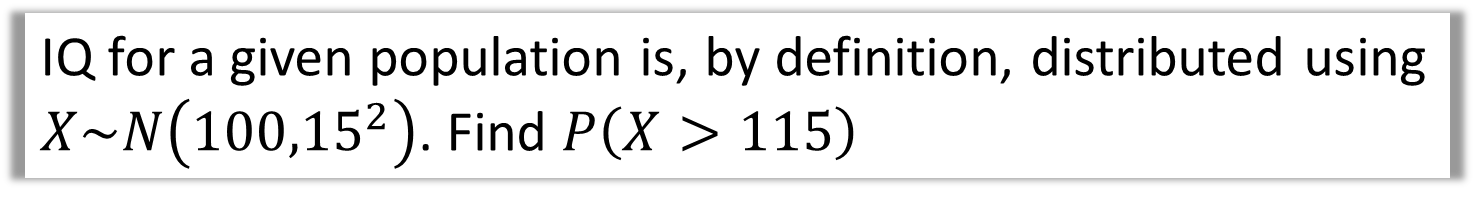 IQ for a given population is, by definition, distributed using
X~N(100,15²). Find P(X > 115)